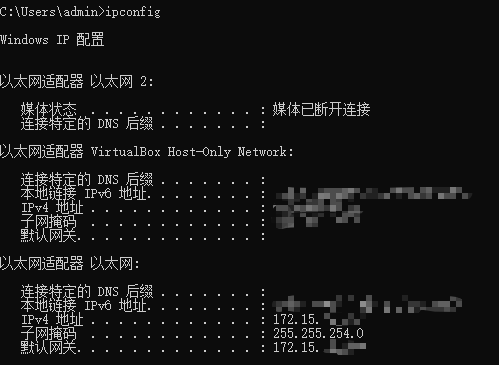 C:\Users\admin>ipconfig
Windows IP 配置
以太网适配器 以太网 2:
媒体状态 . . . . . . . . . . . . : 媒体已断开连接
连接特定的 DNS 后缀 . . . . . . . :
以太网适配器 VirtualBox Host-Only Network:
连接特定的 DNS 后缀 . . . . . . . :
本地链接 IPv6 地址. . . . . . . . :
IPv4 地址 . . . . . . . . . . . . :
子网掩码 . . . . . . . . . . . . :
默认网关. . . . . . . . . . . . . :
以太网适配器 以太网:
连接特定的 DNS 后缀 . . . . . . . :
本地链接 IPv6 地址. . . . . . . . :
IPv4 地址 . . . . . . . . . . . . : 172.15.
子网掩码 . . . . . . . . . . . . : 255.255.254.0
默认网关. . . . . . . . . . . . . : 172.15.